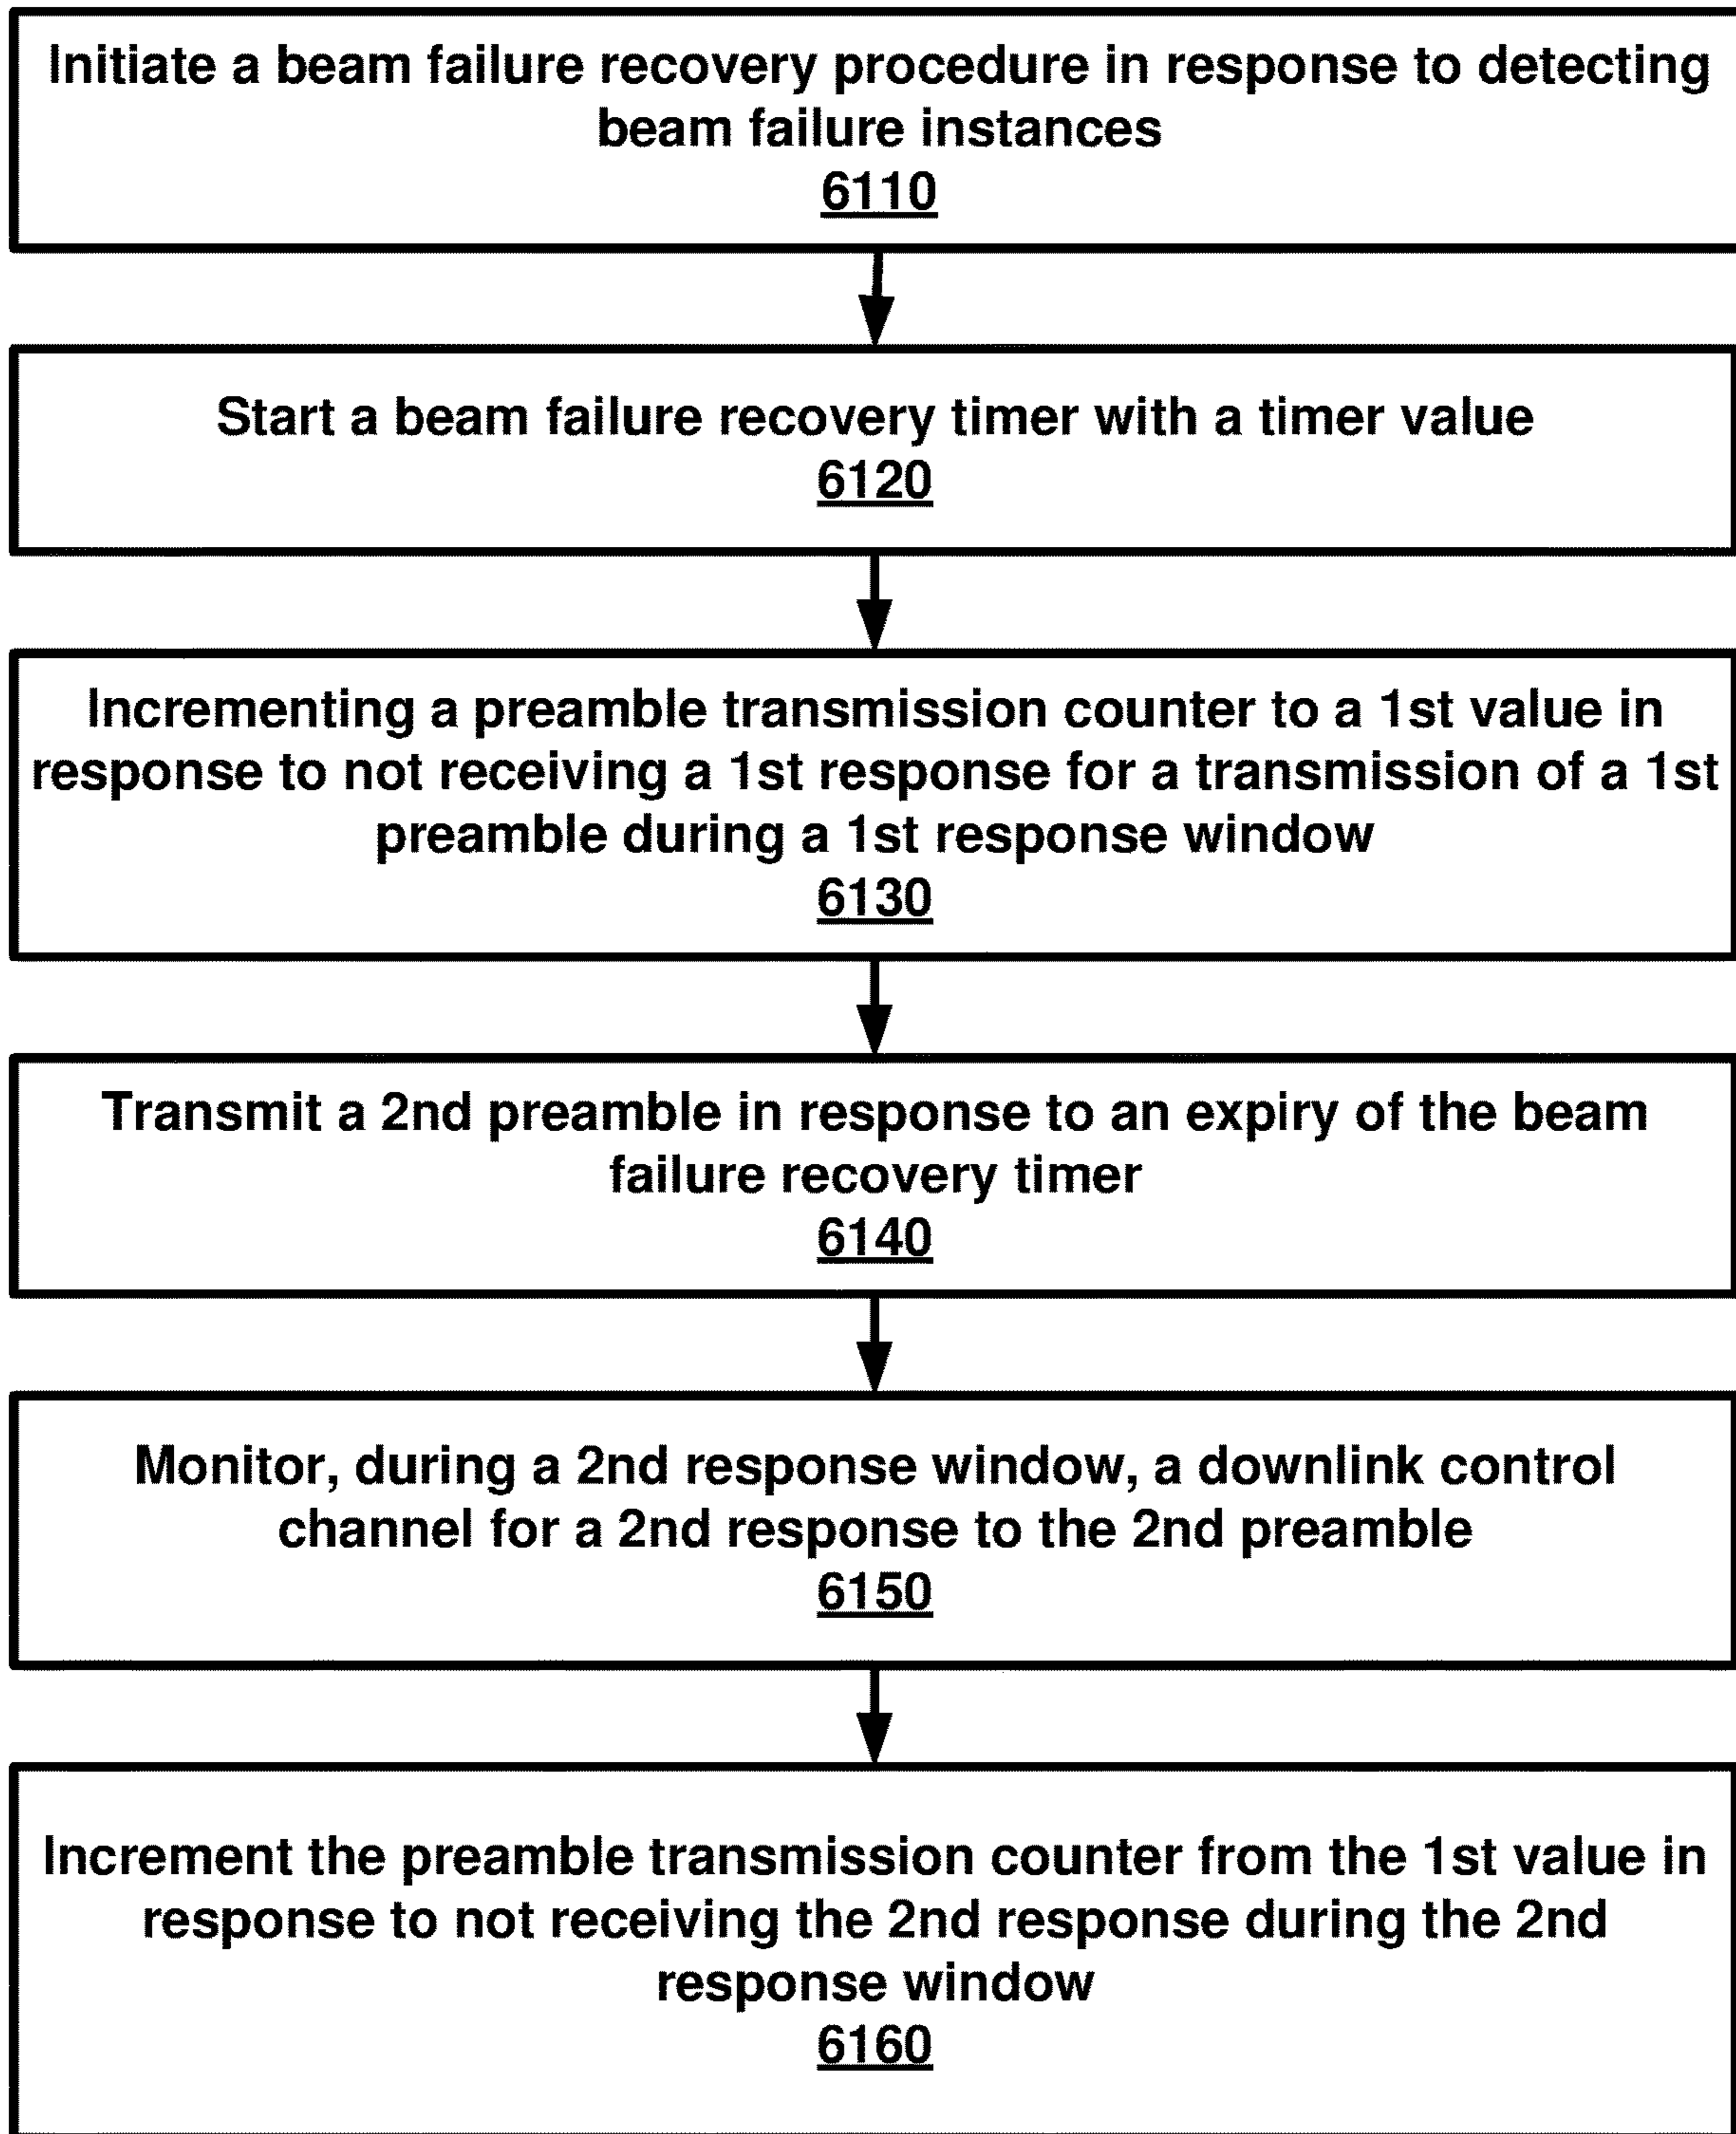 Initiate a beam failure recovery procedure in response to detecting
beam failure instances
6110
Start a beam failure recovery timer with a timer value
6120
Incrementing a preamble transmission counter to a 1st value in
response to not receiving a 1st response for a transmission of a 1st
preamble during a 1st response window
6130
Transmit a 2nd preamble in response to an expiry of the beam
failure recovery timer
6140
Monitor, during a 2nd response window, a downlink control
channel for a 2nd response to the 2nd preamble
6150
Increment the preamble transmission counter from the 1st value in
response to not receiving the 2nd response during the 2nd
response window
6160